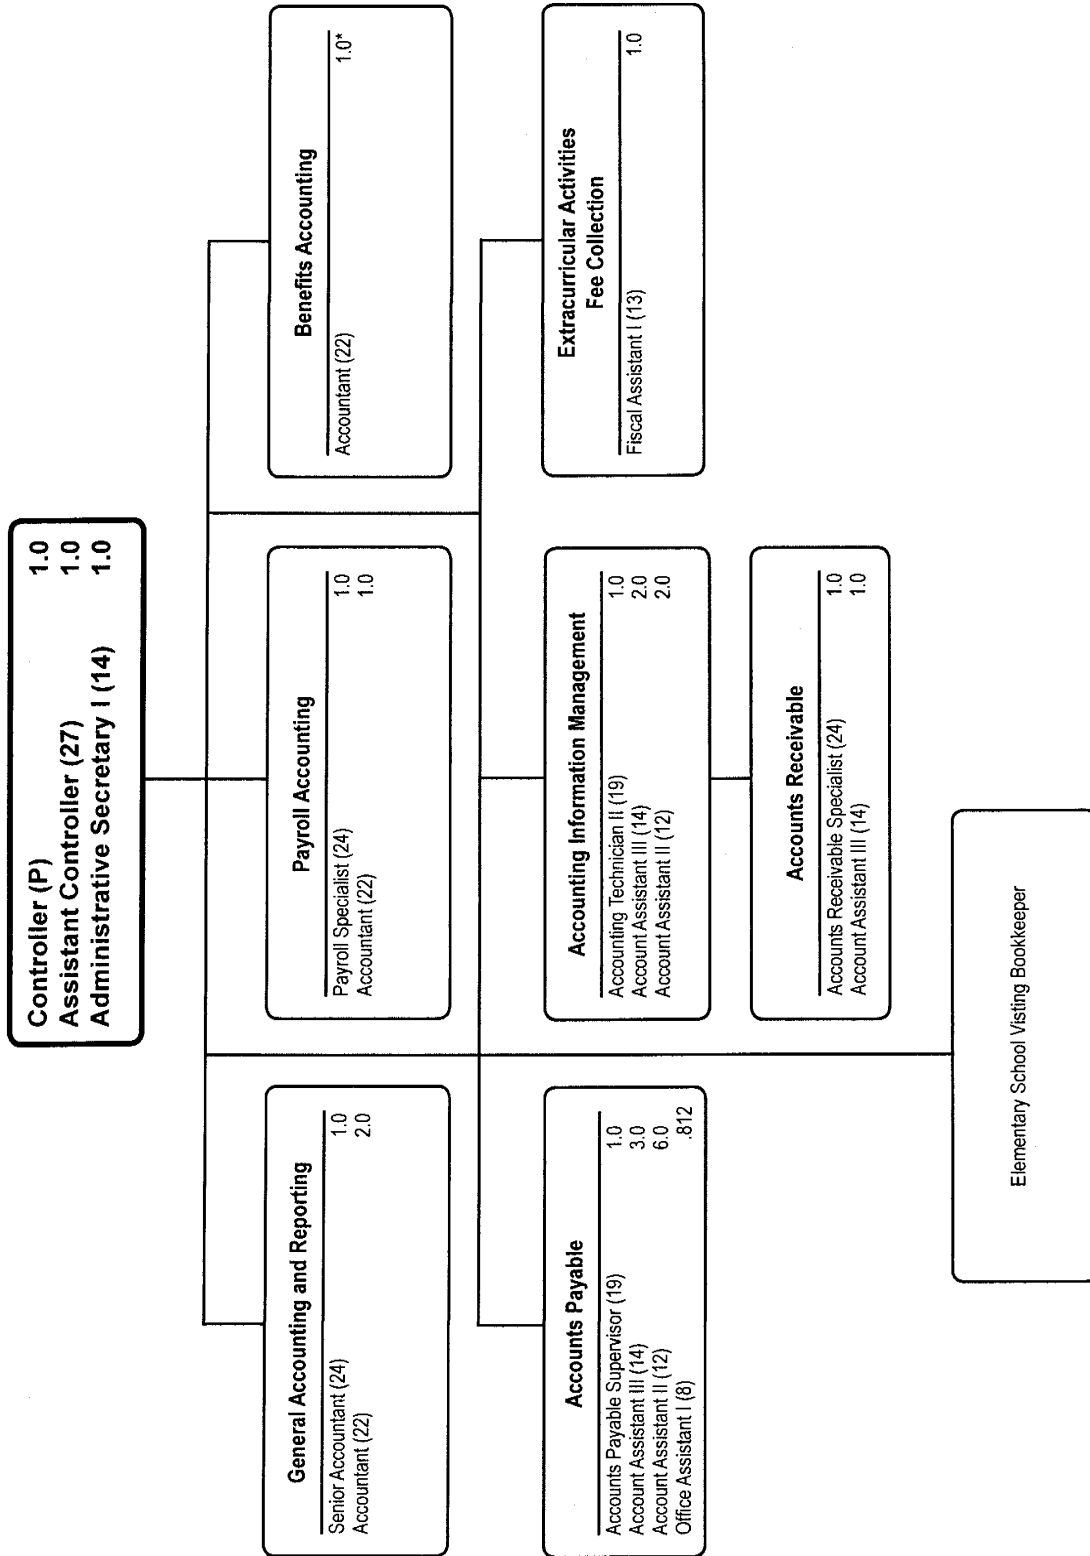 Controller (P) 1.0
Assistant Controller (27) 1.0
Administrative Secretary I (14) 1.0
General Accounting and Reporting
Senior Accountant (24) 1.0
Accountant (22) 2.0
Payroll Accounting
Payroll Specialist (24) 1.0
Accountant (22) 1.0
Benefits Accounting
Accountant (22) 1.0*
Accounts Payable
Accounts Payable Supervisor (19) 1.0
Account Assistant III (14) 3.0
Account Assistant II (12) 6.0
Office Assistant I (8) .812
Accounting Information Management
Accounting Technician II (19) 1.0
Account Assistant III (14) 2.0
Account Assistant II (12) 2.0
Extracurricular Activities
Fee Collection
Fiscal Assistant I (13) 1.0
Accounts Receivable
Accounts Receivable Specialist (24) 1.0
Account Assistant III (14) 1.0
Elementary School Visting Bookkeeper